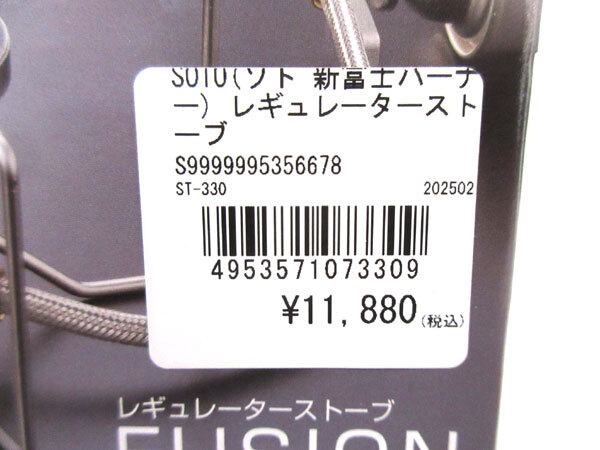 SOTO(ソト 新富士バーナ
ー) レギュレータースト
ーブ
S9999995356678
ST-330 202502
4953571073309
¥11,880(税込)
レギュレーターストーブ
FUSION